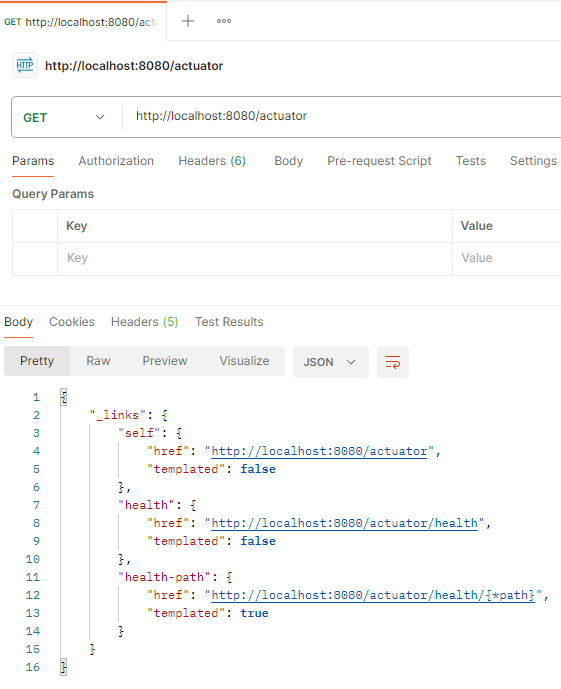 GET http://localhost:8080/act
HTTP http://localhost:8080/actuator
GET http://localhost:8080/actuator
Params Authorization Headers (6) Body Pre-request Script Tests Settings
Query Params
Key Value
Key Value
Body Cookies Headers (5) Test Results
Pretty Raw Preview Visualize JSON
1 {
2 "_links": {
3 "self": {
4 "href": "http://localhost:8080/actuator",
5 "templated": false
6 },
7 "health": {
8 "href": "http://localhost:8080/actuator/health",
9 "templated": false
10 },
11 "health-path": {
12 "href": "http://localhost:8080/actuator/health/{*path}",
13 "templated": true
14 }
15 }
16 }